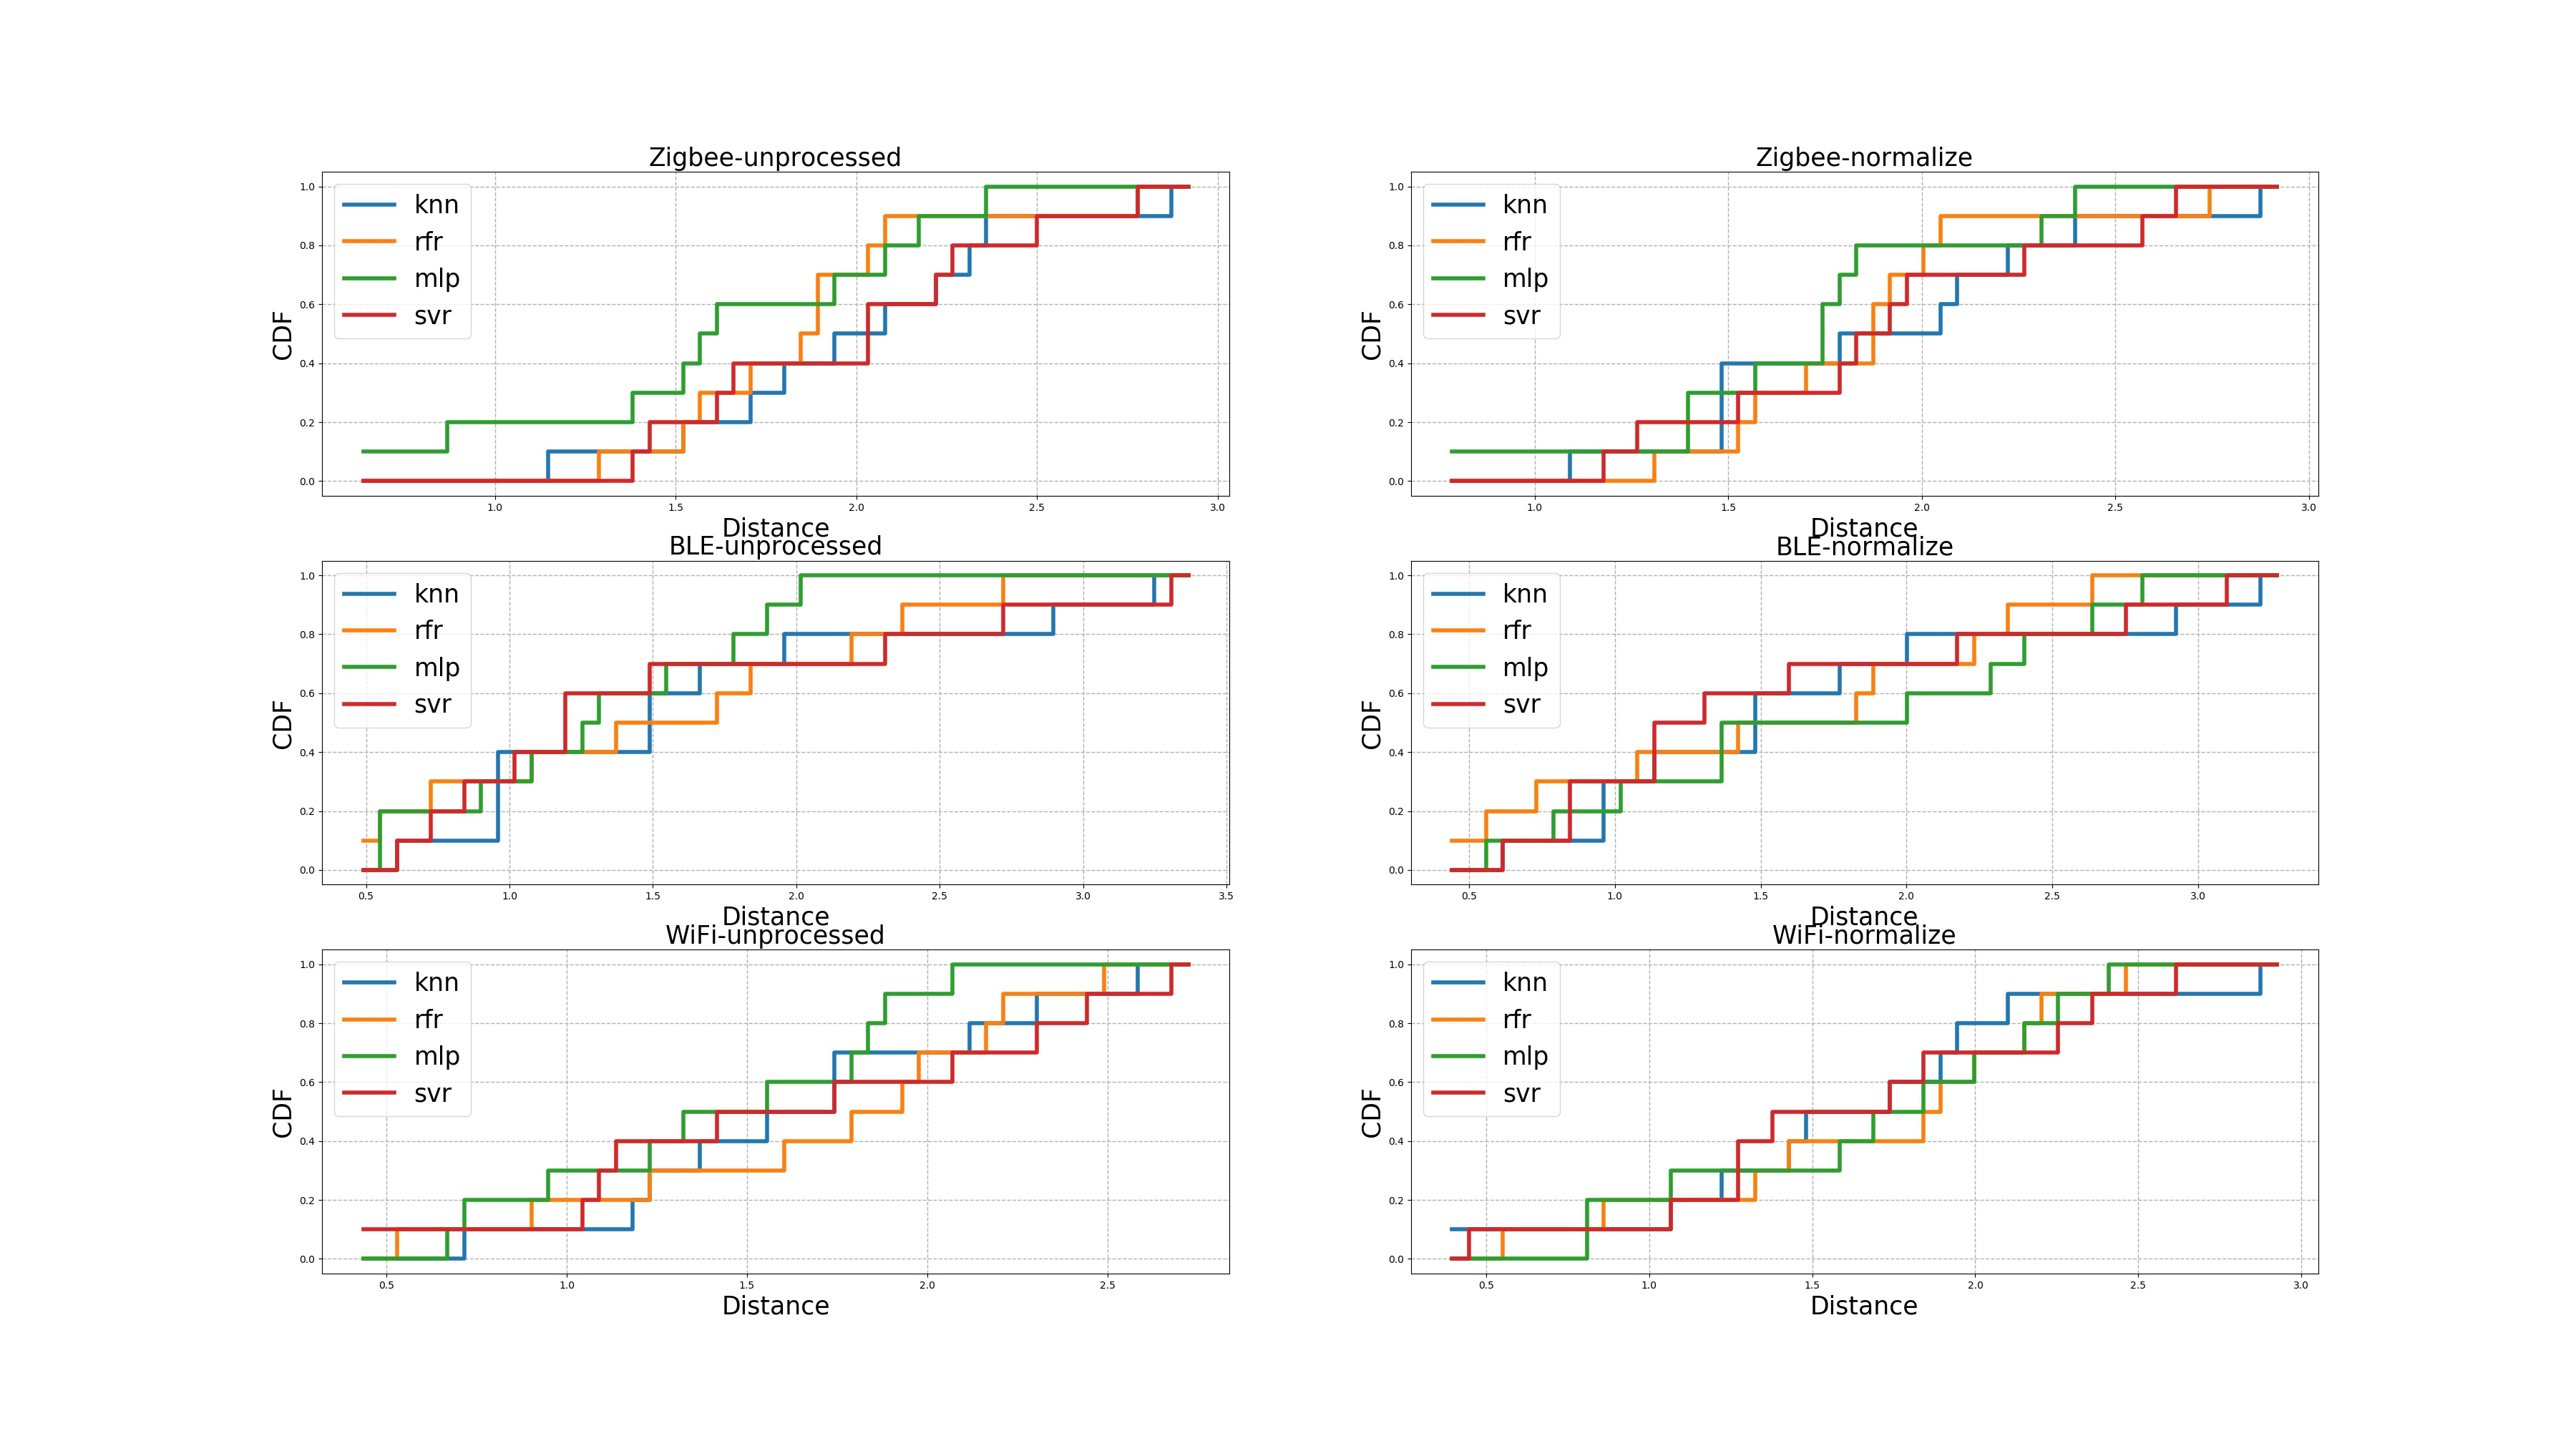 Zigbee-unprocessed
1.0
0.8
0.6
0.4
0.2
0.0
CDF
knn
rfr
mlp
svr
1.0 1.5 2.0 2.5 3.0
Distance
Zigbee-normalize
1.0
0.8
0.6
0.4
0.2
0.0
CDF
knn
rfr
mlp
svr
1.0 1.5 2.0 2.5 3.0
Distance
BLE-unprocessed
1.0
0.8
0.6
0.4
0.2
0.0
CDF
knn
rfr
mlp
svr
0.5 1.0 1.5 2.0 2.5 3.0 3.5
Distance
BLE-normalize
1.0
0.8
0.6
0.4
0.2
0.0
CDF
knn
rfr
mlp
svr
0.5 1.0 1.5 2.0 2.5 3.0
Distance
WiFi-unprocessed
1.0
0.8
0.6
0.4
0.2
0.0
CDF
knn
rfr
mlp
svr
0.5 1.0 1.5 2.0 2.5
Distance
WiFi-normalize
1.0
0.8
0.6
0.4
0.2
0.0
CDF
knn
rfr
mlp
svr
0.5 1.0 1.5 2.0 2.5 3.0
Distance